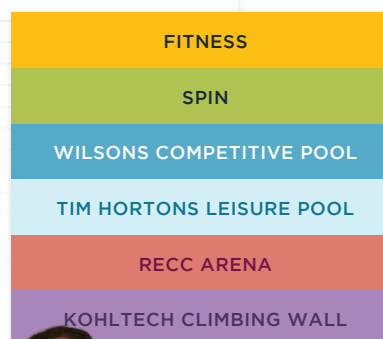 FITNESS
SPIN
WILSONS COMPETITIVE POOL
TIM HORTONS LEISURE POOL
RECC ARENA
KOHLTECH CLIMBING WALL